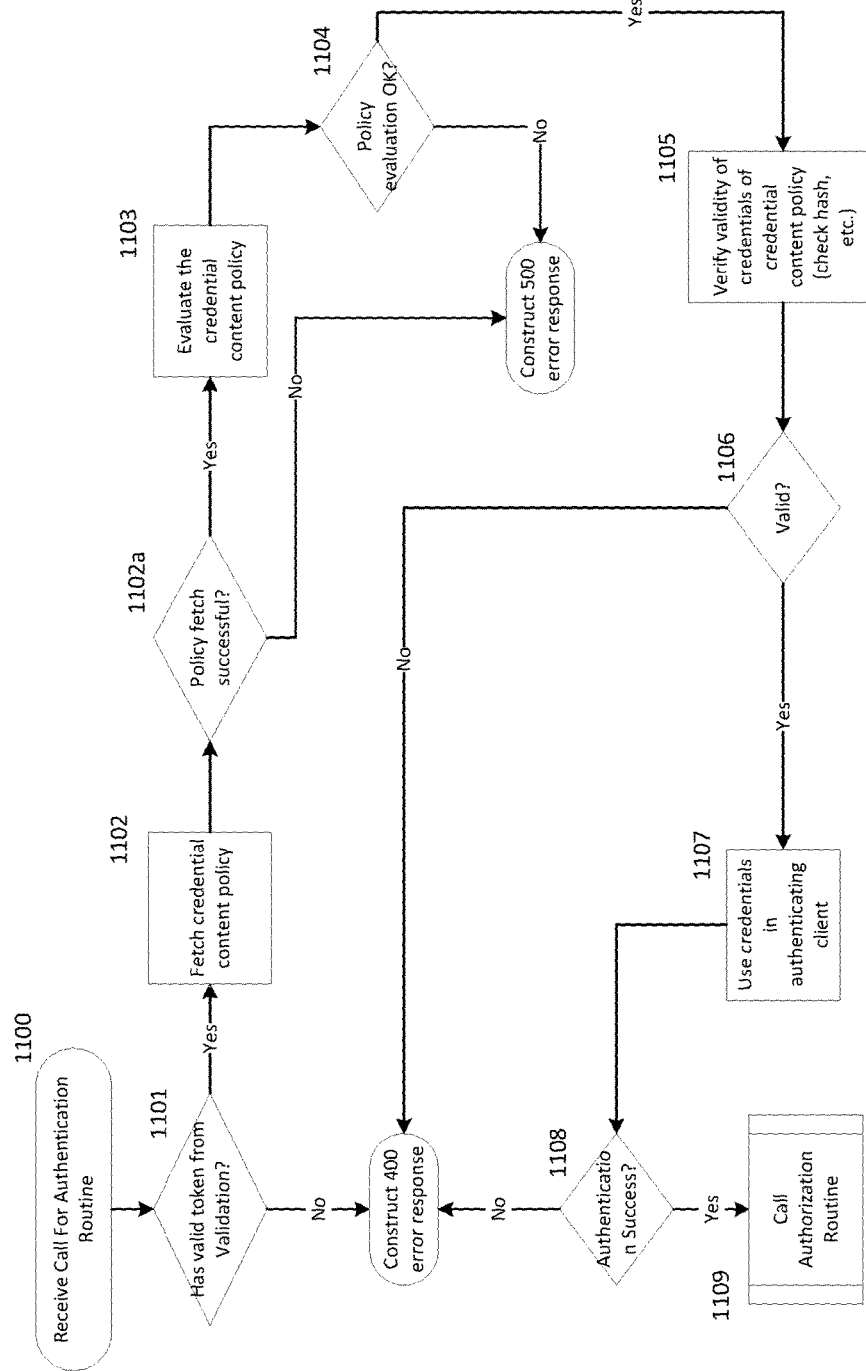 1100
Receive Call For Authentication
Routine
1101
Has valid token from
Validation?
Yes
No
1102
Fetch credential
content policy
1102a
Policy fetch
successful?
Yes
No
1103
Evaluate the
credential
content policy
1104
Policy
evaluation OK?
No
Yes
Construct 500
error response
1105
Verify validity of
credentials of
credential
content policy
(check hash,
etc.)
1106
Valid?
No
Yes
1107
Use credentials
in
authenticating
client
1108
Authenticatio
n Success?
No
Yes
Construct 400
error response
1109
Call
Authorization
Routine